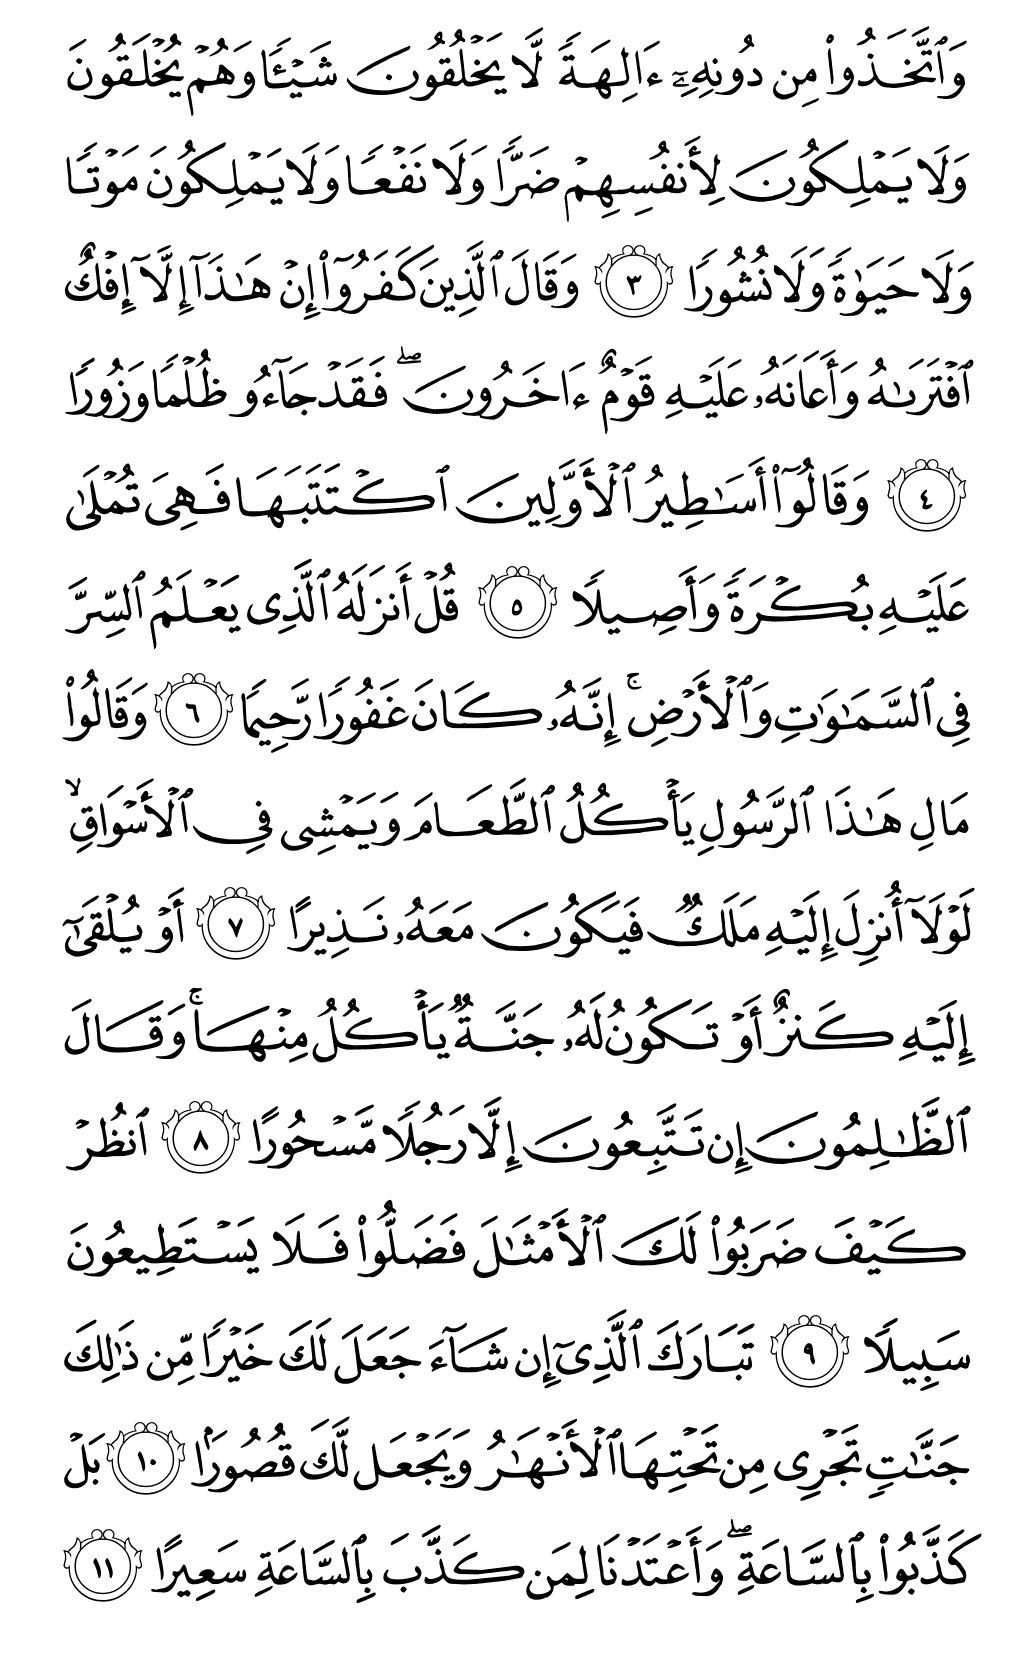 وَٱتَّخَذُوا۟ مِن دُونِهِۦٓ ءَالِهَةً لَّا يَخْلُقُونَ شَيْـًٔا وَهُمْ يُخْلَقُونَ
وَلَا يَمْلِكُونَ لِأَنفُسِهِمْ ضَرًّا وَلَا نَفْعًا وَلَا يَمْلِكُونَ مَوْتًا
وَلَا حَيَوٰةً وَلَا نُشُورًا ٣ وَقَالَ ٱلَّذِينَ كَفَرُوٓا۟ إِنْ هَـٰذَآ إِلَّآ إِفْكٌ
ٱفْتَرَىٰهُ وَأَعَانَهُۥ عَلَيْهِ قَوْمٌ ءَاخَرُونَ ۖ فَقَدْ جَآءُو ظُلْمًا وَزُورًا
٤ وَقَالُوٓا۟ أَسَـٰطِيرُ ٱلْأَوَّلِينَ ٱكْتَتَبَهَا فَهِىَ تُمْلَىٰ
عَلَيْهِ بُكْرَةً وَأَصِيلًا ٥ قُلْ أَنزَلَهُ ٱلَّذِى يَعْلَمُ ٱلسِّرَّ
فِى ٱلسَّمَـٰوَٰتِ وَٱلْأَرْضِ ۚ إِنَّهُۥ كَانَ غَفُورًا رَّحِيمًا ٦ وَقَالُوا۟
مَالِ هَـٰذَا ٱلرَّسُولِ يَأْكُلُ ٱلطَّعَامَ وَيَمْشِى فِى ٱلْأَسْوَاقِ ۙ
لَوْلَآ أُنزِلَ إِلَيْهِ مَلَكٌ فَيَكُونَ مَعَهُۥ نَذِيرًا ٧ أَوْ يُلْقَىٰٓ
إِلَيْهِ كَنزٌ أَوْ تَكُونُ لَهُۥ جَنَّةٌ يَأْكُلُ مِنْهَا ۚ وَقَالَ
ٱلظَّـٰلِمُونَ إِن تَتَّبِعُونَ إِلَّا رَجُلًا مَّسْحُورًا ٨ ٱنظُرْ
كَيْفَ ضَرَبُوا۟ لَكَ ٱلْأَمْثَـٰلَ فَضَلُّوا۟ فَلَا يَسْتَطِيعُونَ
سَبِيلًا ٩ تَبَارَكَ ٱلَّذِىٓ إِن شَآءَ جَعَلَ لَكَ خَيْرًا مِّن ذَٰلِكَ
جَنَّـٰتٍ تَجْرِى مِن تَحْتِهَا ٱلْأَنْهَـٰرُ وَيَجْعَل لَّكَ قُصُورًۢا ١٠ بَلْ
كَذَّبُوا۟ بِٱلسَّاعَةِ ۖ وَأَعْتَدْنَا لِمَن كَذَّبَ بِٱلسَّاعَةِ سَعِيرًا ١١